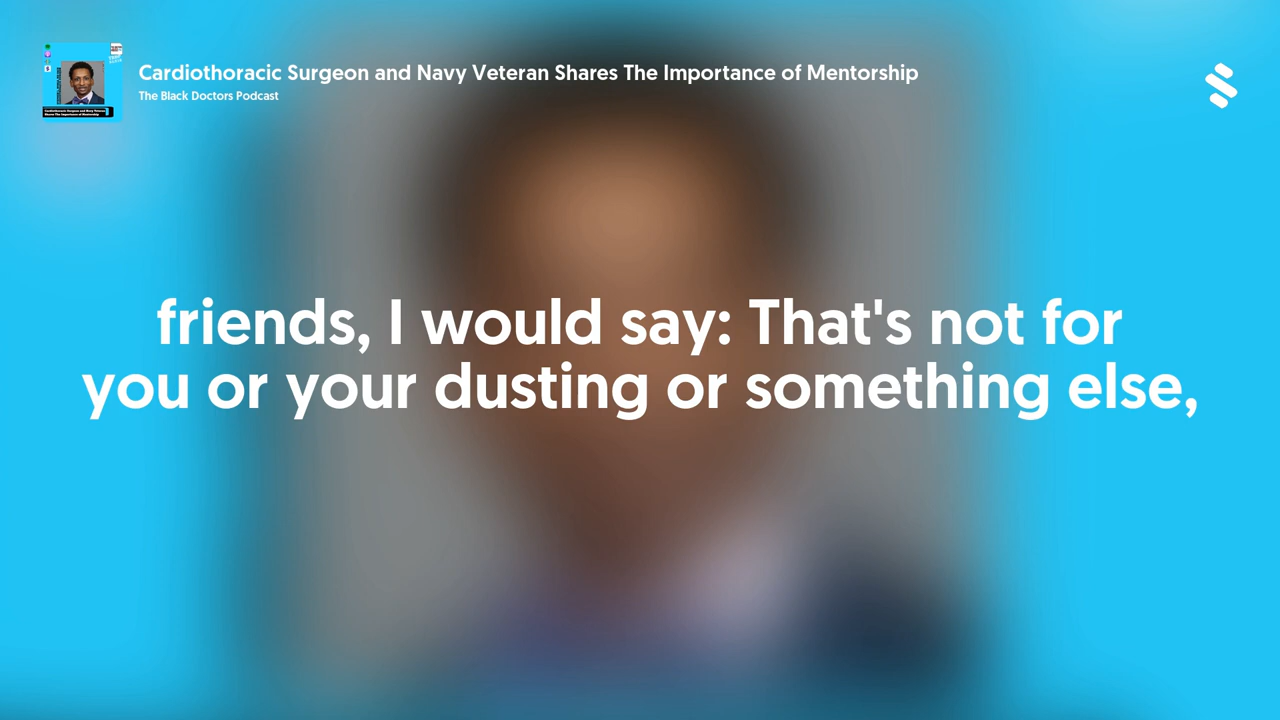 Cardiothoracic Surgeon and Navy Veteran Shares The Importance of Mentorship
The Black Doctors Podcast
friends, I would say: That's not for
you or your dusting or something else,